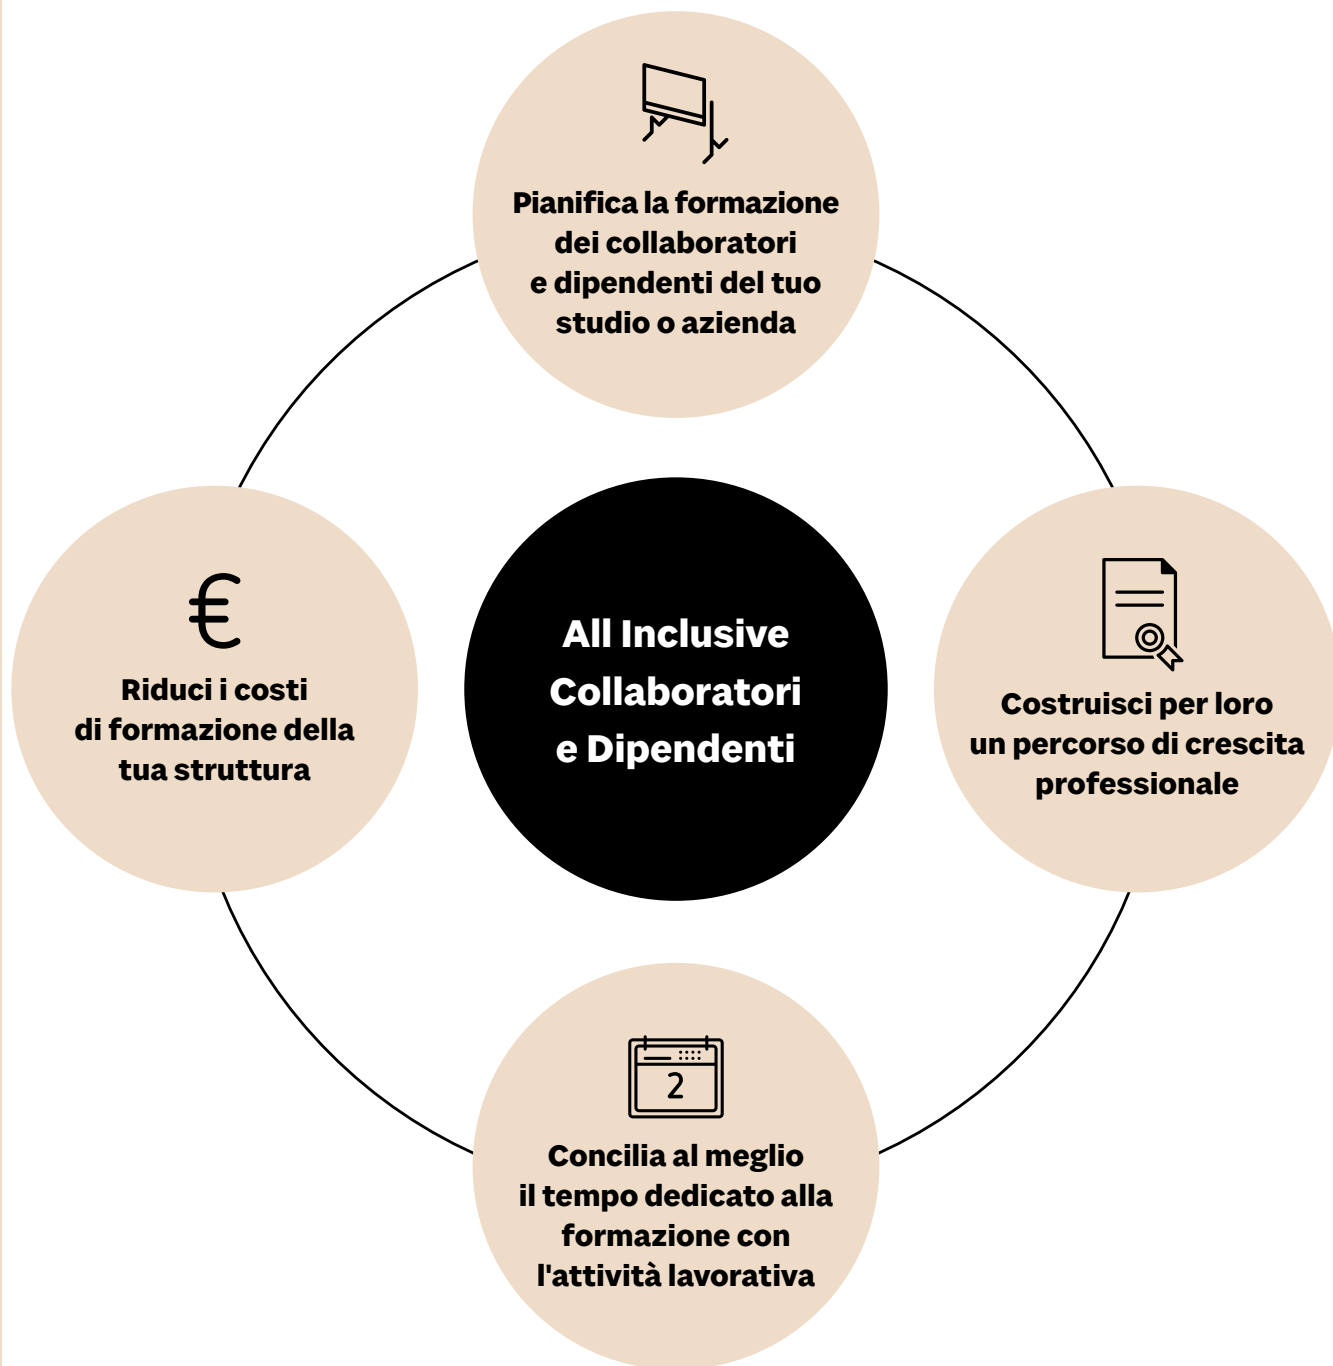 Pianifica la formazione
dei collaboratori
e dipendenti del tuo
studio o azienda
€
Riduci i costi
di formazione della
tua struttura
All Inclusive
Collaboratori
e Dipendenti
Costruisci per loro
un percorso di crescita
professionale
2
Concilia al meglio
il tempo dedicato alla
formazione con
l'attività lavorativa